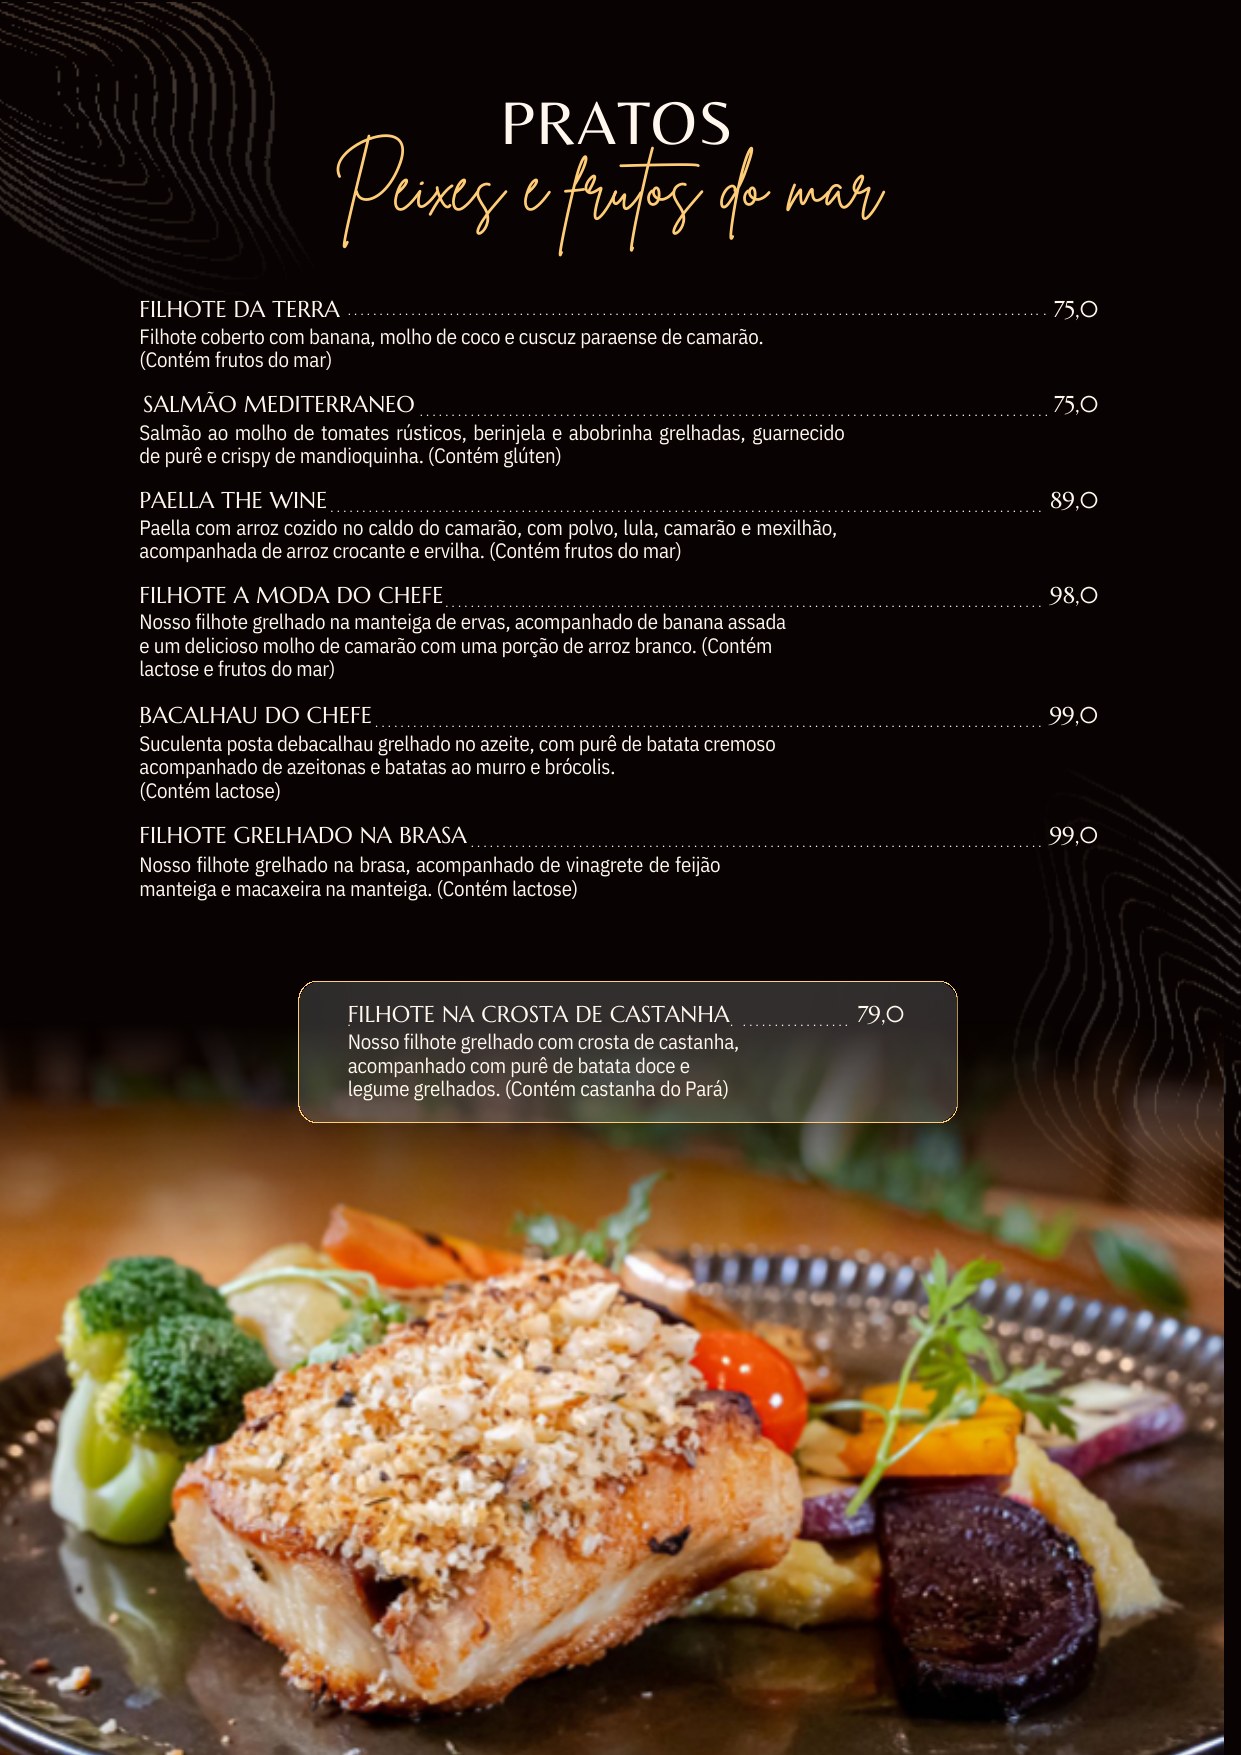 PRATOS
Peixes e frutos do mar
FILHOTE DA TERRA 75,0
Filhote coberto com banana, molho de coco e cuscuz paraense de camarão.
(Contém frutos do mar)
SALMÃO MEDITERRANEO 75,0
Salmão ao molho de tomates rústicos, berinjela e abobrinha grelhadas, guarnecido
de purê e crispy de mandioquinha. (Contém glúten)
PAELLA THE WINE 89,0
Paella com arroz cozido no caldo do camarão, com polvo, lula, camarão e mexilhão,
acompanhada de arroz crocante e ervilha. (Contém frutos do mar)
FILHOTE A MODA DO CHEFE 98,0
Nosso filhote grelhado na manteiga de ervas, acompanhado de banana assada
e um delicioso molho de camarão com uma porção de arroz branco. (Contém
lactose e frutos do mar)
BACALHAU DO CHEFE 99,0
Suculenta posta debacalhau grelhado no azeite, com purê de batata cremoso
acompanhado de azeitonas e batatas ao murro e brócolis.
(Contém lactose)
FILHOTE GRELHADO NA BRASA 99,0
Nosso filhote grelhado na brasa, acompanhado de vinagrete de feijão
manteiga e macaxeira na manteiga. (Contém lactose)
FILHOTE NA CROSTA DE CASTANHA 79,0
Nosso filhote grelhado com crosta de castanha,
acompanhado com purê de batata doce e
legume grelhados. (Contém castanha do Pará)